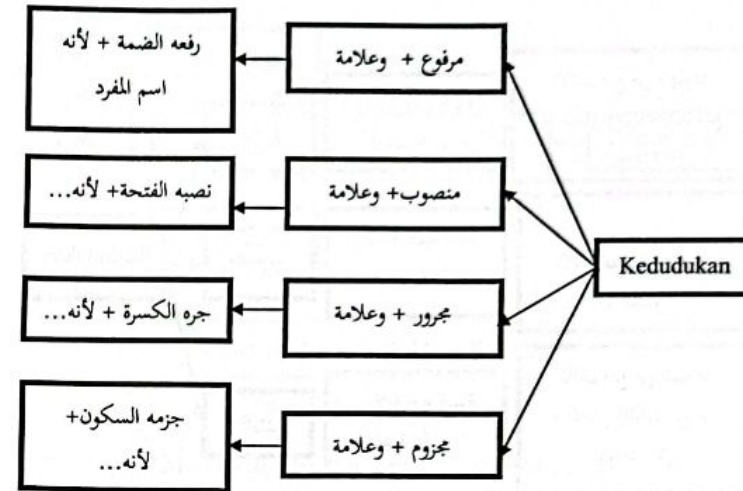 Kedudukan
مرفوع + وعلامة
رفعه الضمة + لأنه
اسم المفرد
منصوب+ وعلامة
نصبه الفتحة+ لأنه...
مجرور + وعلامة
جره الكسرة + لأنه...
مجزوم + وعلامة
جزمه السكون+
لأنه...